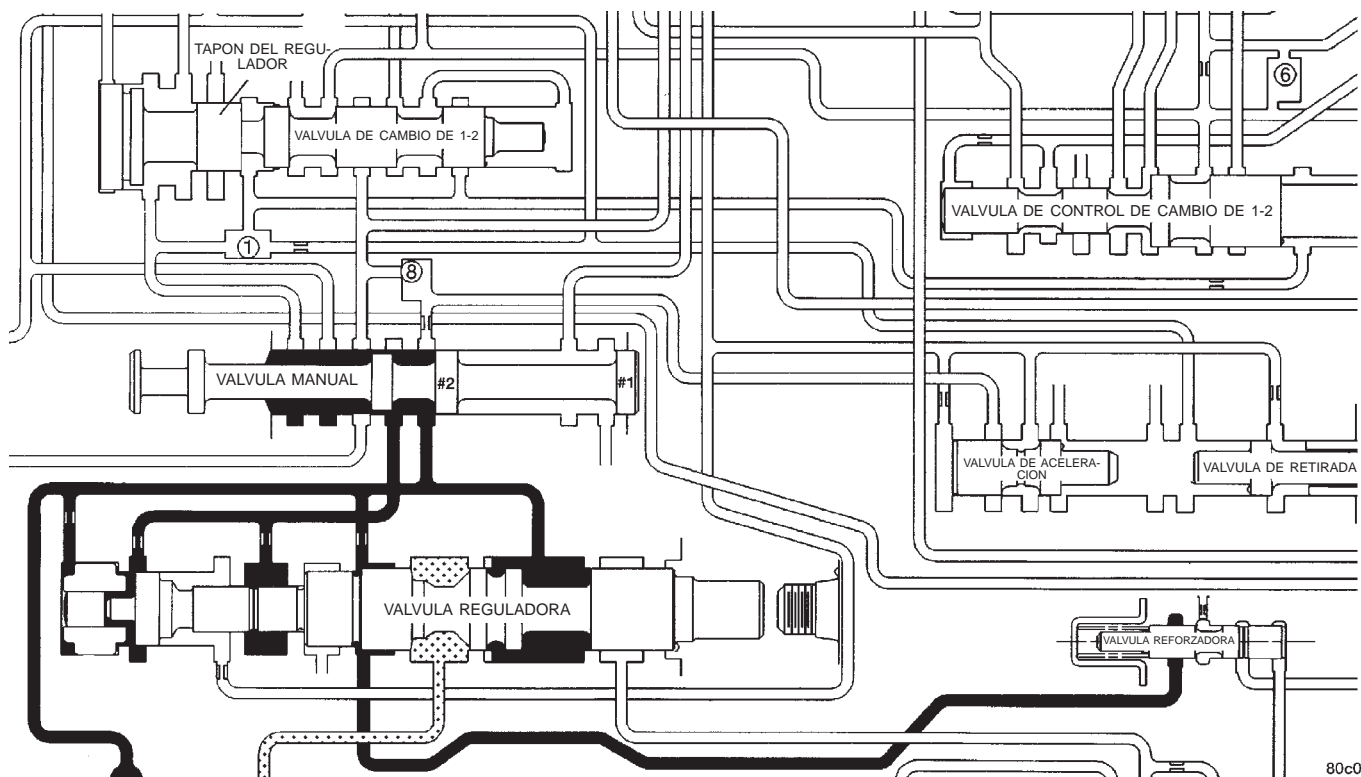 TAPON DEL REGU-
LADOR
VALVULA DE CAMBIO DE 1-2
6
VALVULA DE CONTROL DE CAMBIO DE 1-2
1
8
VALVULA MANUAL
#2
#1
VALVULA DE ACELERA-
CION
VALVULA DE RETIRADA
VALVULA REGULADORA
VALVULA REFORZADORA
80c0